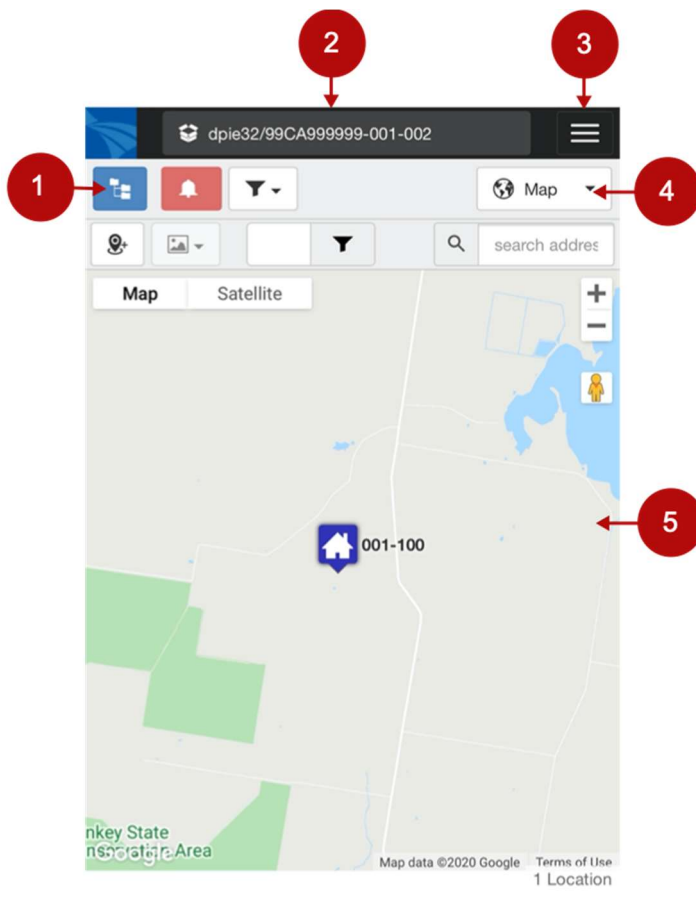 2
3
dpie32/99CA999999-001-002
1
Map
4
search addres
Map
Satellite
+
−
5
001-100
nkey State
nservation Area
Google
Map data ©2020 Google
Terms of Use
1 Location